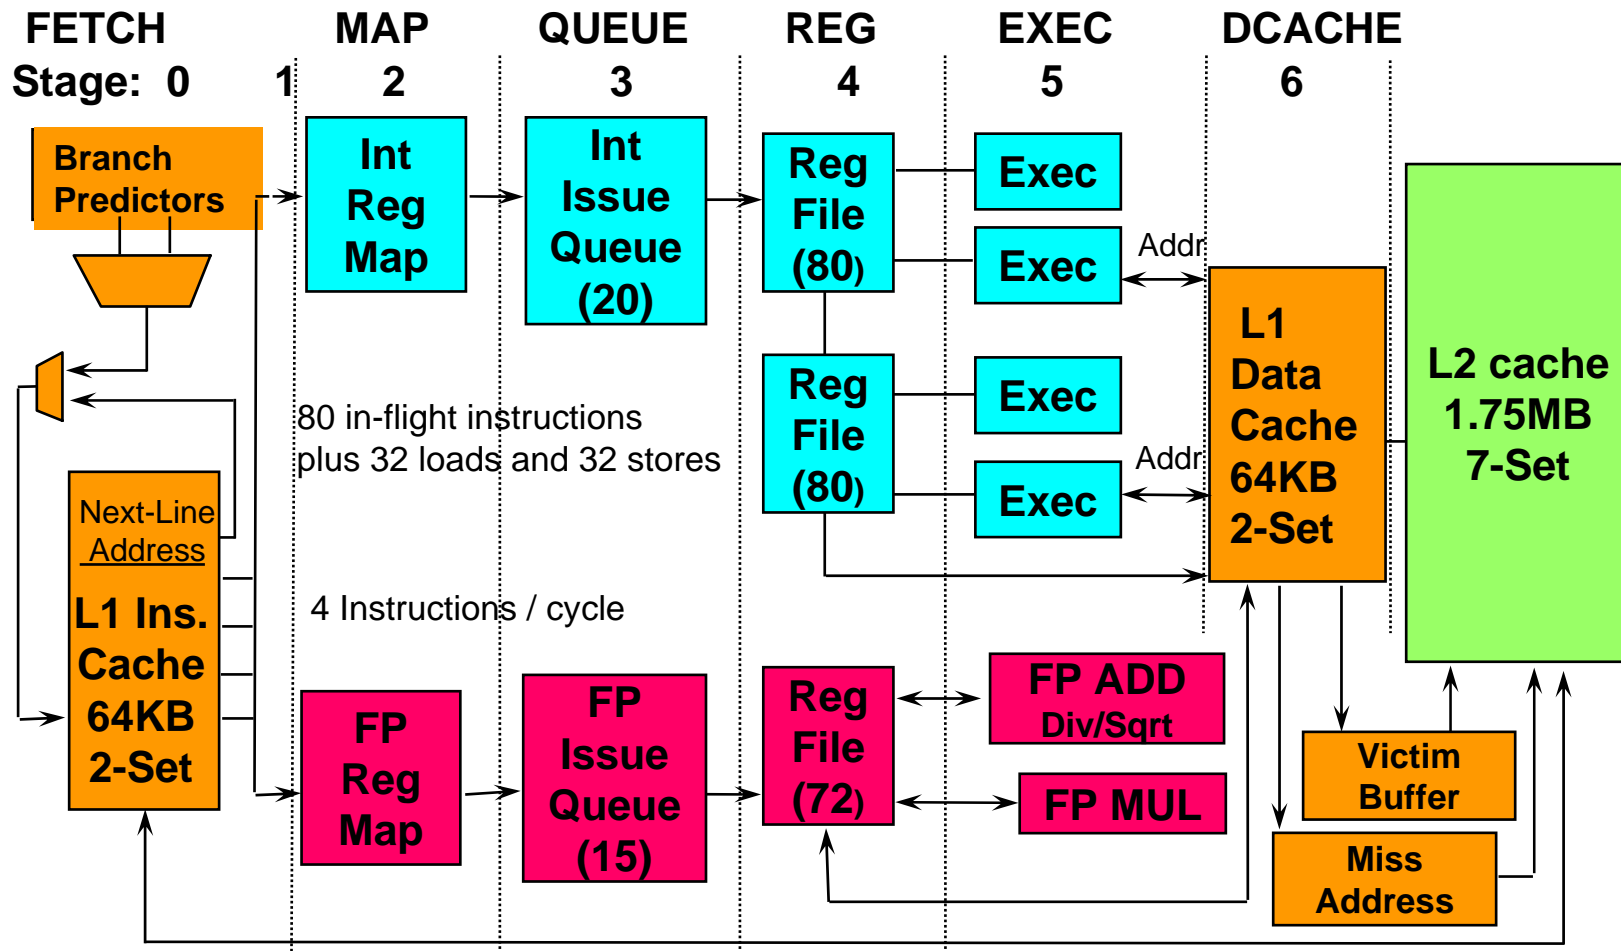 FETCH MAP QUEUE REG EXEC DCACHE
Stage: 0 1 2 3 4 5 6
Branch
Predictors
Int
Reg
Map
Int
Issue
Queue
(20)
Reg
File
(80)
Exec
Exec
Addr
Reg
File
(80)
Exec
Exec
Addr
L1
Data
Cache
64KB
2-Set
L2 cache
1.75MB
7-Set
80 in-flight instructions
plus 32 loads and 32 stores
Next-Line
Address
L1 Ins.
Cache
64KB
2-Set
4 Instructions / cycle
FP
Reg
Map
FP
Issue
Queue
(15)
Reg
File
(72)
FP ADD
Div/Sqrt
FP MUL
Victim
Buffer
Miss
Address